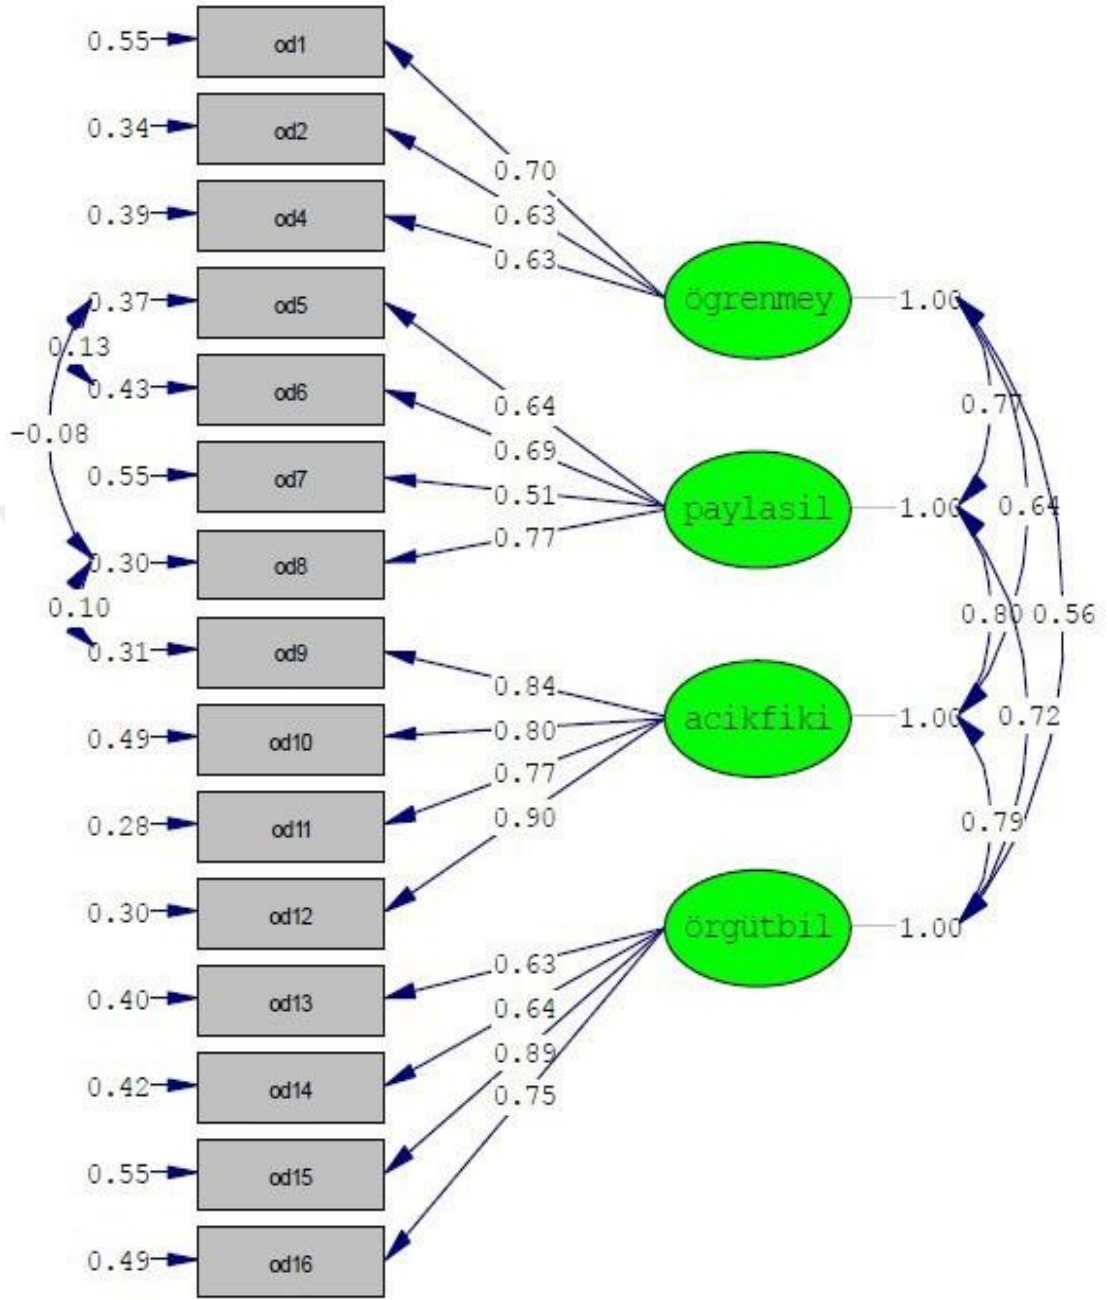 0.55 od1
0.34 od2
0.70
0.39 od4
0.63
0.63
0.37 od5
ögrenmey 1.00
0.13
0.43 od6
0.64
0.77
-0.08
0.69
0.55 od7
0.51
paylasil 1.00
0.64
0.77
0.30 od8
0.10
0.80 0.56
0.31 od9
0.84
0.49 od10
0.80
acikfiki 1.00
0.72
0.77
0.28 od11
0.90
0.79
0.30 od12
örgütbil 1.00
0.63
0.40 od13
0.64
0.89
0.42 od14
0.75
0.55 od15
0.49 od16